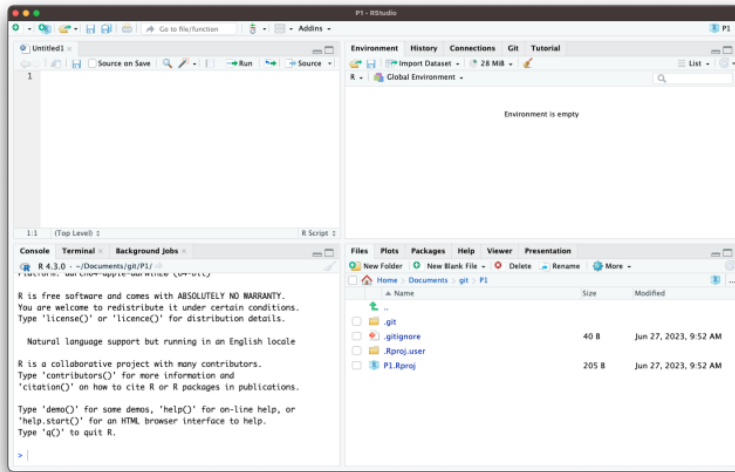 P1 - RStudio
Go to file/function
Addins
P1
Untitled1
Source on Save
Run
Source
1
1:1 (Top Level)
R Script
Environment History Connections Git Tutorial
Import Dataset
28 MiB
List
R
Global Environment
Environment is empty
Console Terminal Background Jobs
R 4.3.0 · ~/Documents/git/P1/
R is free software and comes with ABSOLUTELY NO WARRANTY.
You are welcome to redistribute it under certain conditions.
Type 'license()' or 'licence()' for distribution details.
Natural language support but running in an English locale
R is a collaborative project with many contributors.
Type 'contributors()' for more information and
'citation()' on how to cite R or R packages in publications.
Type 'demo()' for some demos, 'help()' for on-line help, or
'help.start()' for an HTML browser interface to help.
Type 'q()' to quit R.
>
Files Plots Packages Help Viewer Presentation
New Folder New Blank File Delete Rename More
Home Documents git P1
Name Size Modified
..
.git
.gitignore 40 B Jun 27, 2023, 9:52 AM
.Rproj.user
P1.Rproj 205 B Jun 27, 2023, 9:52 AM